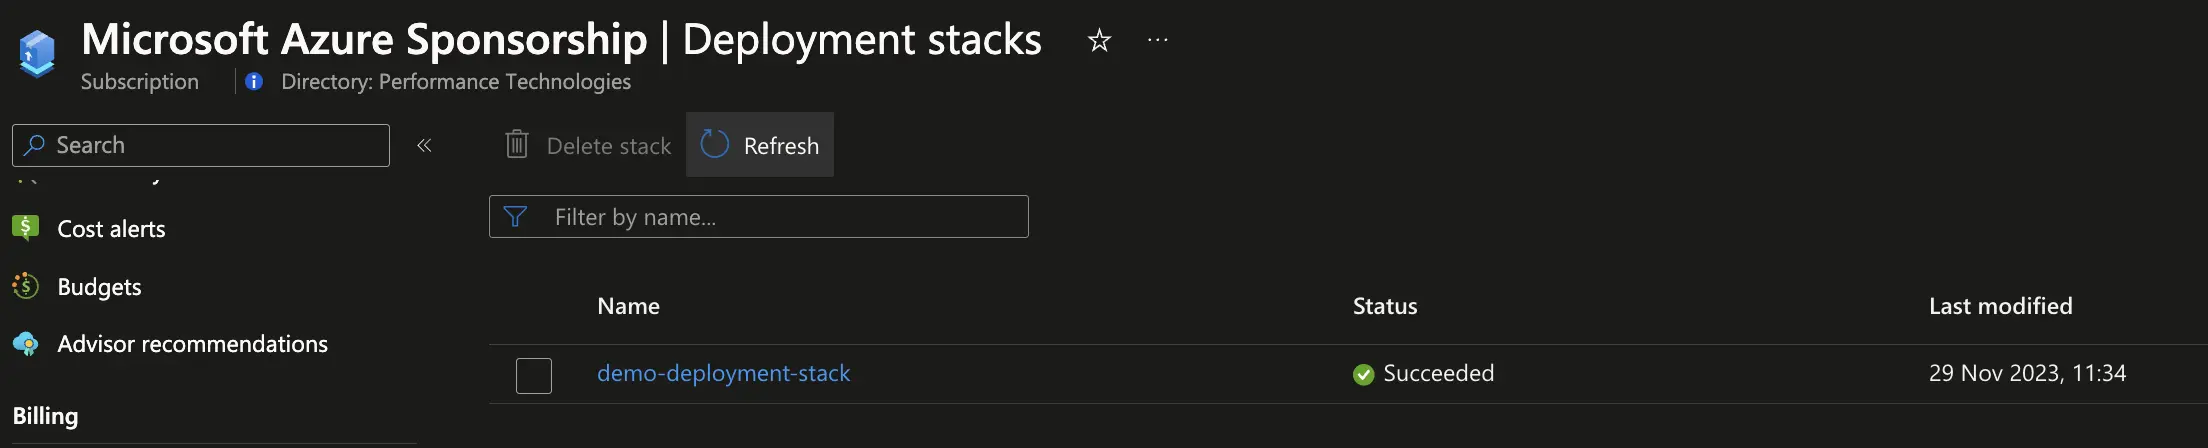 Microsoft Azure Sponsorship | Deployment stacks
Subscription
Directory: Performance Technologies
Search
Delete stack
Refresh
Cost alerts
Budgets
Advisor recommendations
Billing
Filter by name...
Name Status Last modified
demo-deployment-stack Succeeded 29 Nov 2023, 11:34